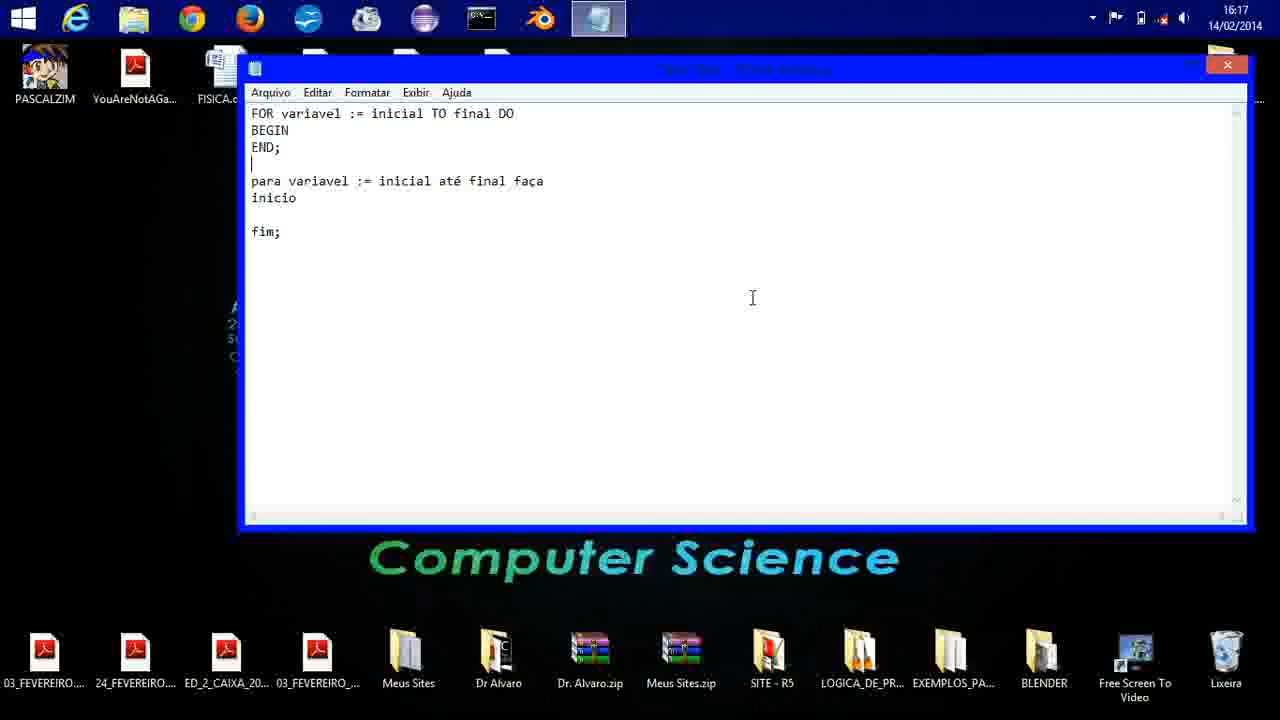 16:17
14/02/2014
PASCALZIM
YouAreNotAGa...
Arquivo Editar Formatar Exibir Ajuda
FOR variavel := inicial TO final DO
BEGIN
END;
para variavel := inicial até final faça
inicio
fim;
Computer Science
03_FEVEREIRO....
24_FEVEREIRO....
ED_2_CAIXA_20...
03_FEVEREIRO_...
Meus Sites
Dr Alvaro
Dr. Alvaro.zip
Meus Sites.zip
SITE - R5
LOGICA_DE_PR...
EXEMPLOS_PA...
BLENDER
Free Screen To
Video
Lixeira